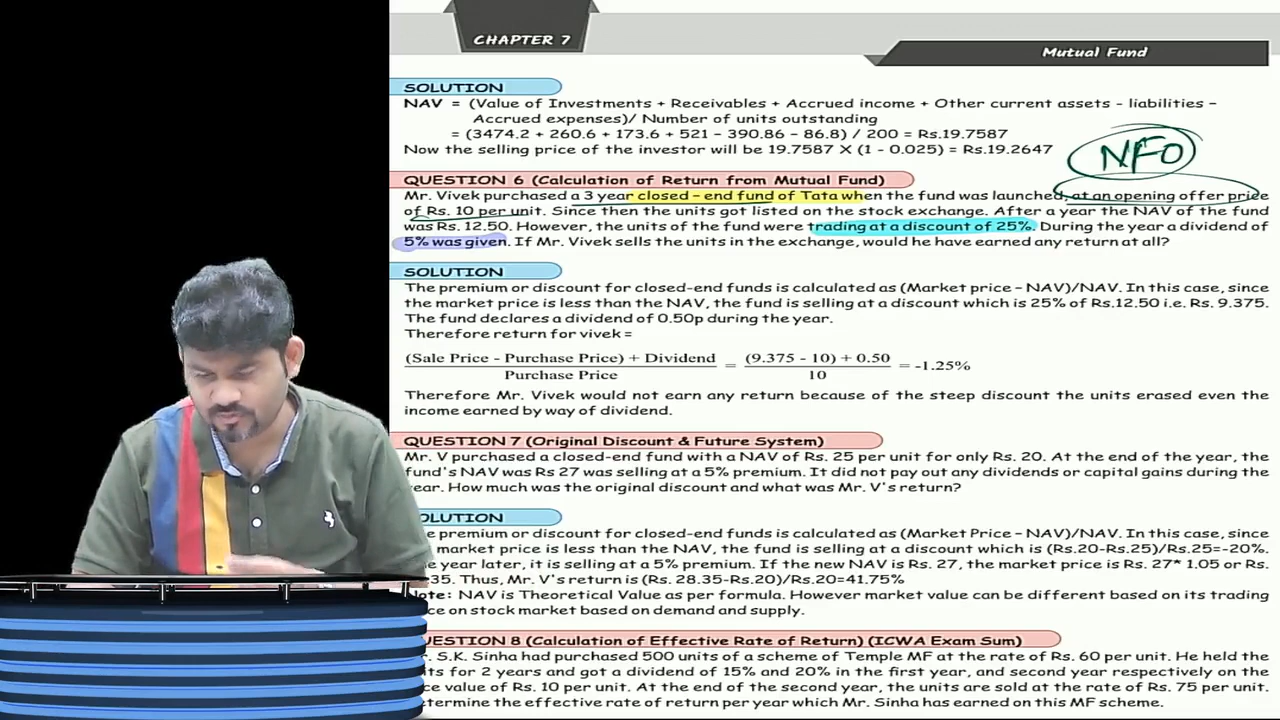 CHAPTER 7
Mutual Fund
SOLUTION
NAV = (Value of Investments + Receivables + Accrued income + Other current assets - liabilities -
Accrued expenses)/ Number of units outstanding
= (3474.2 + 260.6 + 173.6 + 521 - 390.86 - 86.8) / 200 = Rs.19.7587
Now the selling price of the investor will be 19.7587 X (1 - 0.025) = Rs.19.2647
NFO
QUESTION 6 (Calculation of Return from Mutual Fund)
Mr. Vivek purchased a 3 year closed – end fund of Tata when the fund was launched, at an opening offer price
of Rs. 10 per unit. Since then the units got listed on the stock exchange. After a year the NAV of the fund
was Rs. 12.50. However, the units of the fund were trading at a discount of 25%. During the year a dividend of
5% was given. If Mr. Vivek sells the units in the exchange, would he have earned any return at all?
SOLUTION
The premium or discount for closed-end funds is calculated as (Market price – NAV)/NAV. In this case, since
the market price is less than the NAV, the fund is selling at a discount which is 25% of Rs.12.50 i.e. Rs. 9.375.
The fund declares a dividend of 0.50p during the year.
Therefore return for vivek =
(Sale Price - Purchase Price) + Dividend / Purchase Price = (9.375 - 10) + 0.50 / 10 = -1.25%
Therefore Mr. Vivek would not earn any return because of the steep discount the units erased even the
income earned by way of dividend.
QUESTION 7 (Original Discount & Future System)
Mr. V purchased a closed-end fund with a NAV of Rs. 25 per unit for only Rs. 20. At the end of the year, the
fund's NAV was Rs 27 was selling at a 5% premium. It did not pay out any dividends or capital gains during the
ear. How much was the original discount and what was Mr. V's return?
OLUTION
e premium or discount for closed-end funds is calculated as (Market Price – NAV)/NAV. In this case, since
market price is less than the NAV, the fund is selling at a discount which is (Rs.20-Rs.25)/Rs.25=-20%.
e year later, it is selling at a 5% premium. If the new NAV is Rs. 27, the market price is Rs. 27* 1.05 or Rs.
35. Thus, Mr. V's return is (Rs. 28.35-Rs.20)/Rs.20=41.75%
ote: NAV is Theoretical Value as per formula. However market value can be different based on its trading
ce on stock market based on demand and supply.
UESTION 8 (Calculation of Effective Rate of Return) (ICWA Exam Sum)
r. S.K. Sinha had purchased 500 units of a scheme of Temple MF at the rate of Rs. 60 per unit. He held the
ts for 2 years and got a dividend of 15% and 20% in the first year, and second year respectively on the
ce value of Rs. 10 per unit. At the end of the second year, the units are sold at the rate of Rs. 75 per unit.
etermine the effective rate of return per year which Mr. Sinha has earned on this MF scheme.